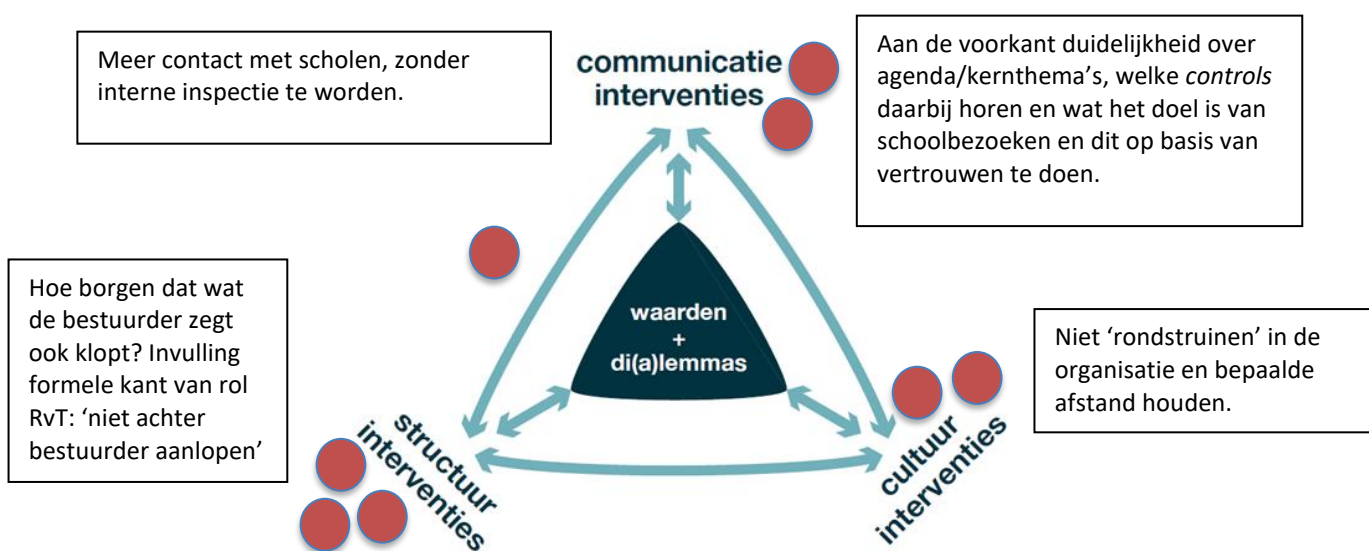 Meer contact met scholen, zonder
interne inspectie te worden.
communicatie
interventies
Aan de voorkant duidelijkheid over
agenda/kernthema’s, welke controls
daarbij horen en wat het doel is van
schoolbezoeken en dit op basis van
vertrouwen te doen.
Hoe borgen dat wat
de bestuurder zegt
ook klopt? Invulling
formele kant van rol
RvT: ‘niet achter
bestuurder aanlopen’
waarden
+
di(a)lemmas
Niet ‘rondstruinen’ in de
organisatie en bepaalde
afstand houden.
structuur
interventies
cultuur
interventies